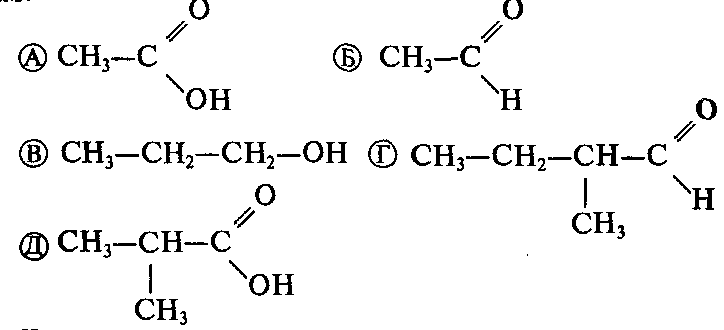 А CH₃–C O OH Б CH₃–C O H
В CH₃–CH₂–CH₂–OH Г CH₃–CH₂–CH–C O H CH₃
Д CH₃–CH–C O OH CH₃